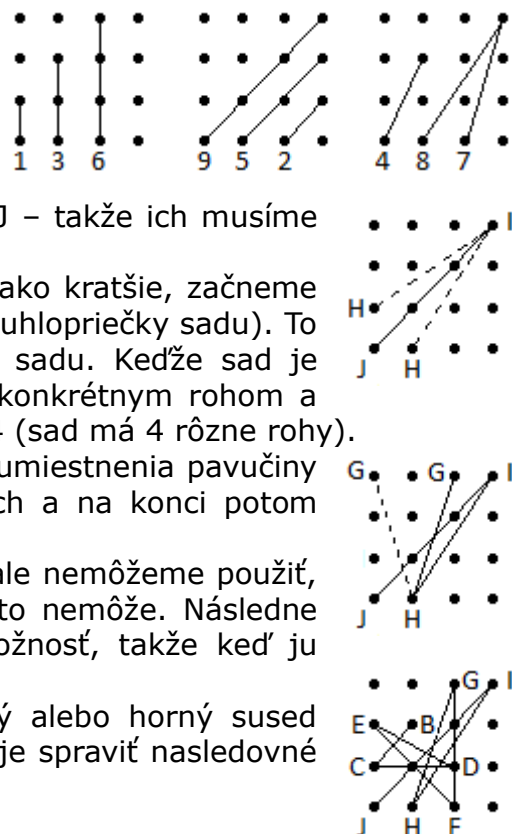 1 3 6 9 5 2 4 8 7
J – takže ich musíme
ako kratšie, začneme
uhlopriečky sadu). To
sadu. Keďže sad je
konkrétnym rohom a
(sad má 4 rôzne rohy).
umiestnenia pavučiny
ch a na konci potom
ale nemôžeme použiť,
to nemôže. Následne
ožnosť, takže keď ju
ý alebo horný sused
je spraviť nasledovné
I
H
J H
G G I
J H
G I
E B
C D
J H F